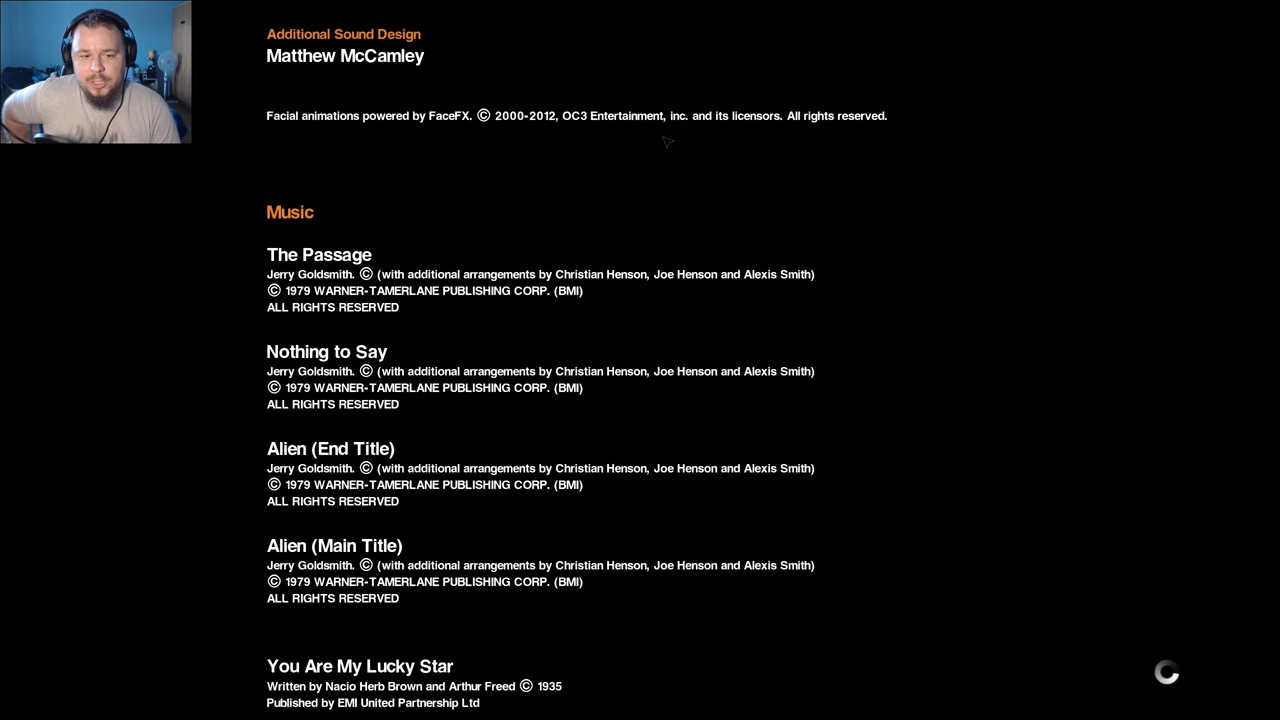 Additional Sound Design
Matthew McCamley
Facial animations powered by FaceFX. © 2000-2012, OC3 Entertainment, inc. and its licensors. All rights reserved.
Music
The Passage
Jerry Goldsmith. © (with additional arrangements by Christian Henson, Joe Henson and Alexis Smith)
© 1979 WARNER-TAMERLANE PUBLISHING CORP. (BMI)
ALL RIGHTS RESERVED
Nothing to Say
Jerry Goldsmith. © (with additional arrangements by Christian Henson, Joe Henson and Alexis Smith)
© 1979 WARNER-TAMERLANE PUBLISHING CORP. (BMI)
ALL RIGHTS RESERVED
Alien (End Title)
Jerry Goldsmith. © (with additional arrangements by Christian Henson, Joe Henson and Alexis Smith)
© 1979 WARNER-TAMERLANE PUBLISHING CORP. (BMI)
ALL RIGHTS RESERVED
Alien (Main Title)
Jerry Goldsmith. © (with additional arrangements by Christian Henson, Joe Henson and Alexis Smith)
© 1979 WARNER-TAMERLANE PUBLISHING CORP. (BMI)
ALL RIGHTS RESERVED
You Are My Lucky Star
Written by Nacio Herb Brown and Arthur Freed © 1935
Published by EMI United Partnership Ltd